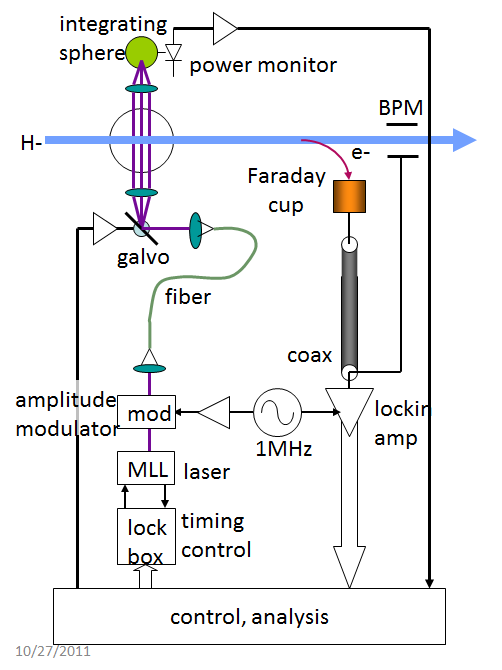 integrating
sphere
power monitor
BPM
H-
e-
Faraday
cup
galvo
fiber
coax
amplitude
modulator
mod
1MHz
lockin
amp
MLL
laser
lock
box
timing
control
control, analysis
10/27/2011